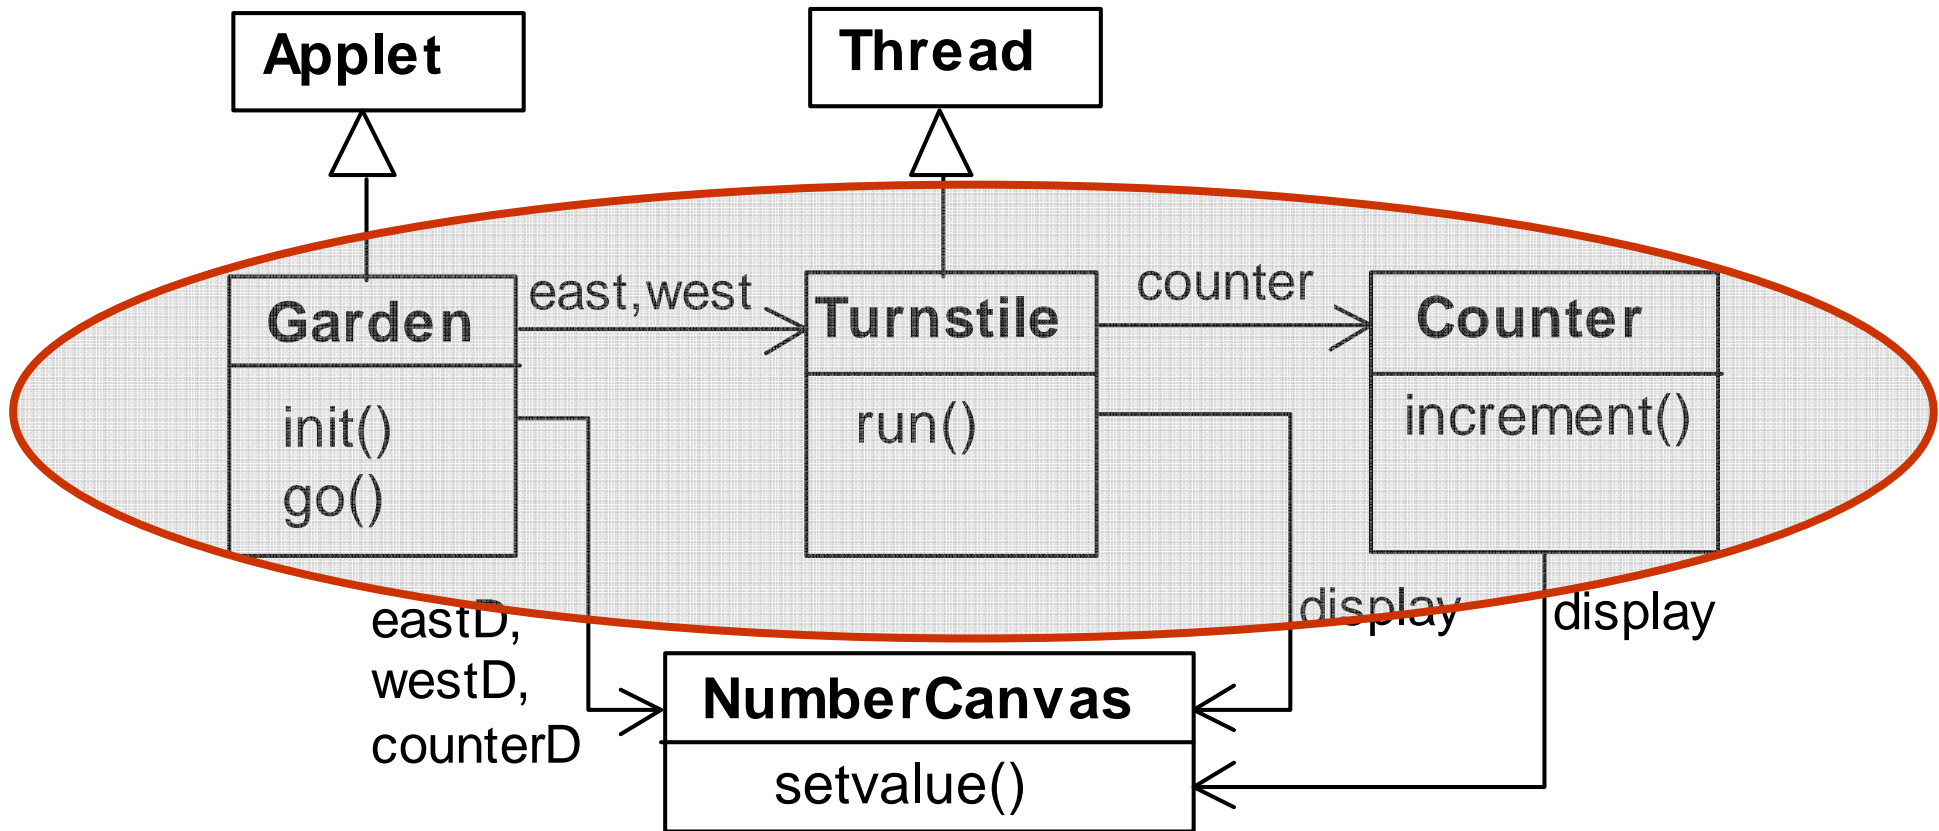 Applet
Thread
Garden
init()
go()
east,west
Turnstile
run()
counter
Counter
increment()
eastD,
westD,
counterD
display
display
NumberCanvas
setvalue()